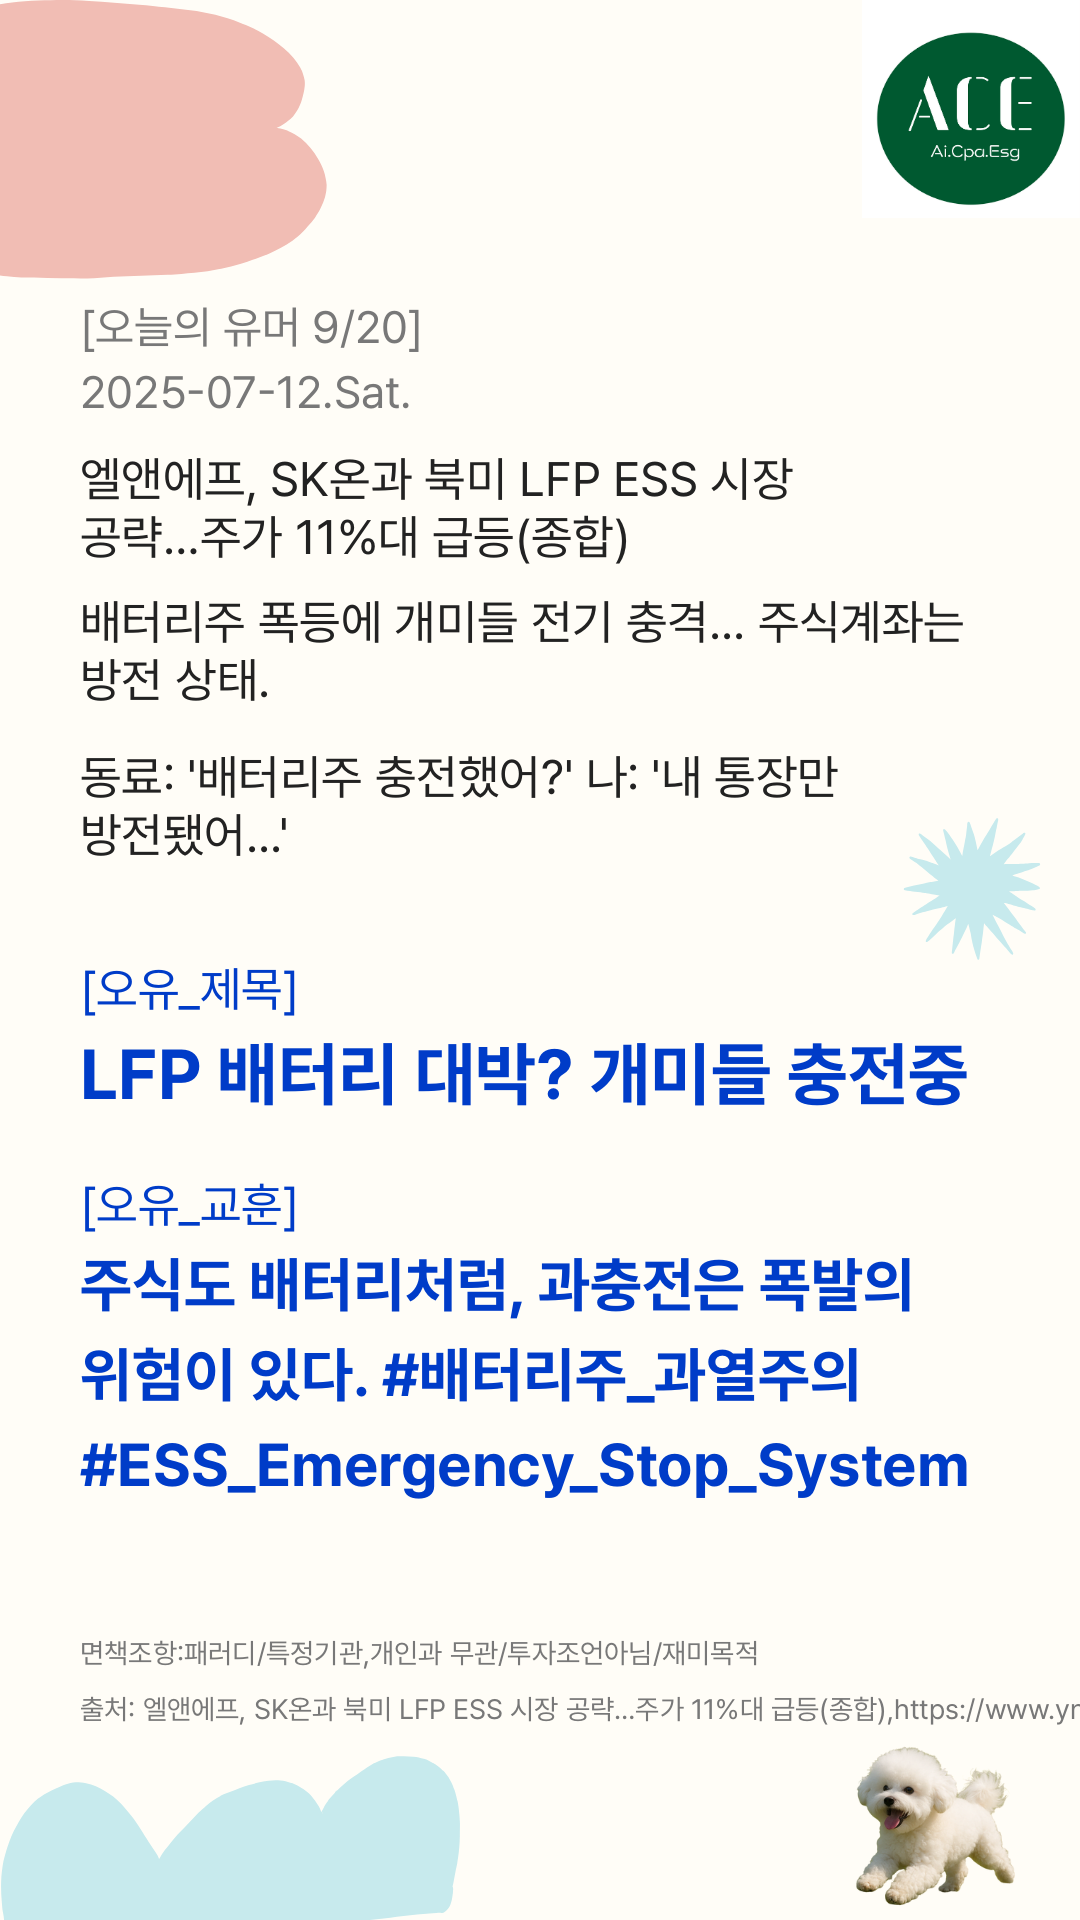 ACE
Ai.Cpa.Esg
[오늘의 유머 9/20]
2025-07-12.Sat.
엘앤에프, SK온과 북미 LFP ESS 시장
공략...주가 11%대 급등(종합)
배터리주 폭등에 개미들 전기 충격... 주식계좌는
방전 상태.
동료: '배터리주 충전했어?' 나: '내 통장만
방전됐어...'
[오유_제목]
LFP 배터리 대박? 개미들 충전중
[오유_교훈]
주식도 배터리처럼, 과충전은 폭발의
위험이 있다. #배터리주_과열주의
#ESS_Emergency_Stop_System
면책조항:패러디/특정기관,개인과 무관/투자조언아님/재미목적
출처: 엘앤에프, SK온과 북미 LFP ESS 시장 공략...주가 11%대 급등(종합),https://www.yn